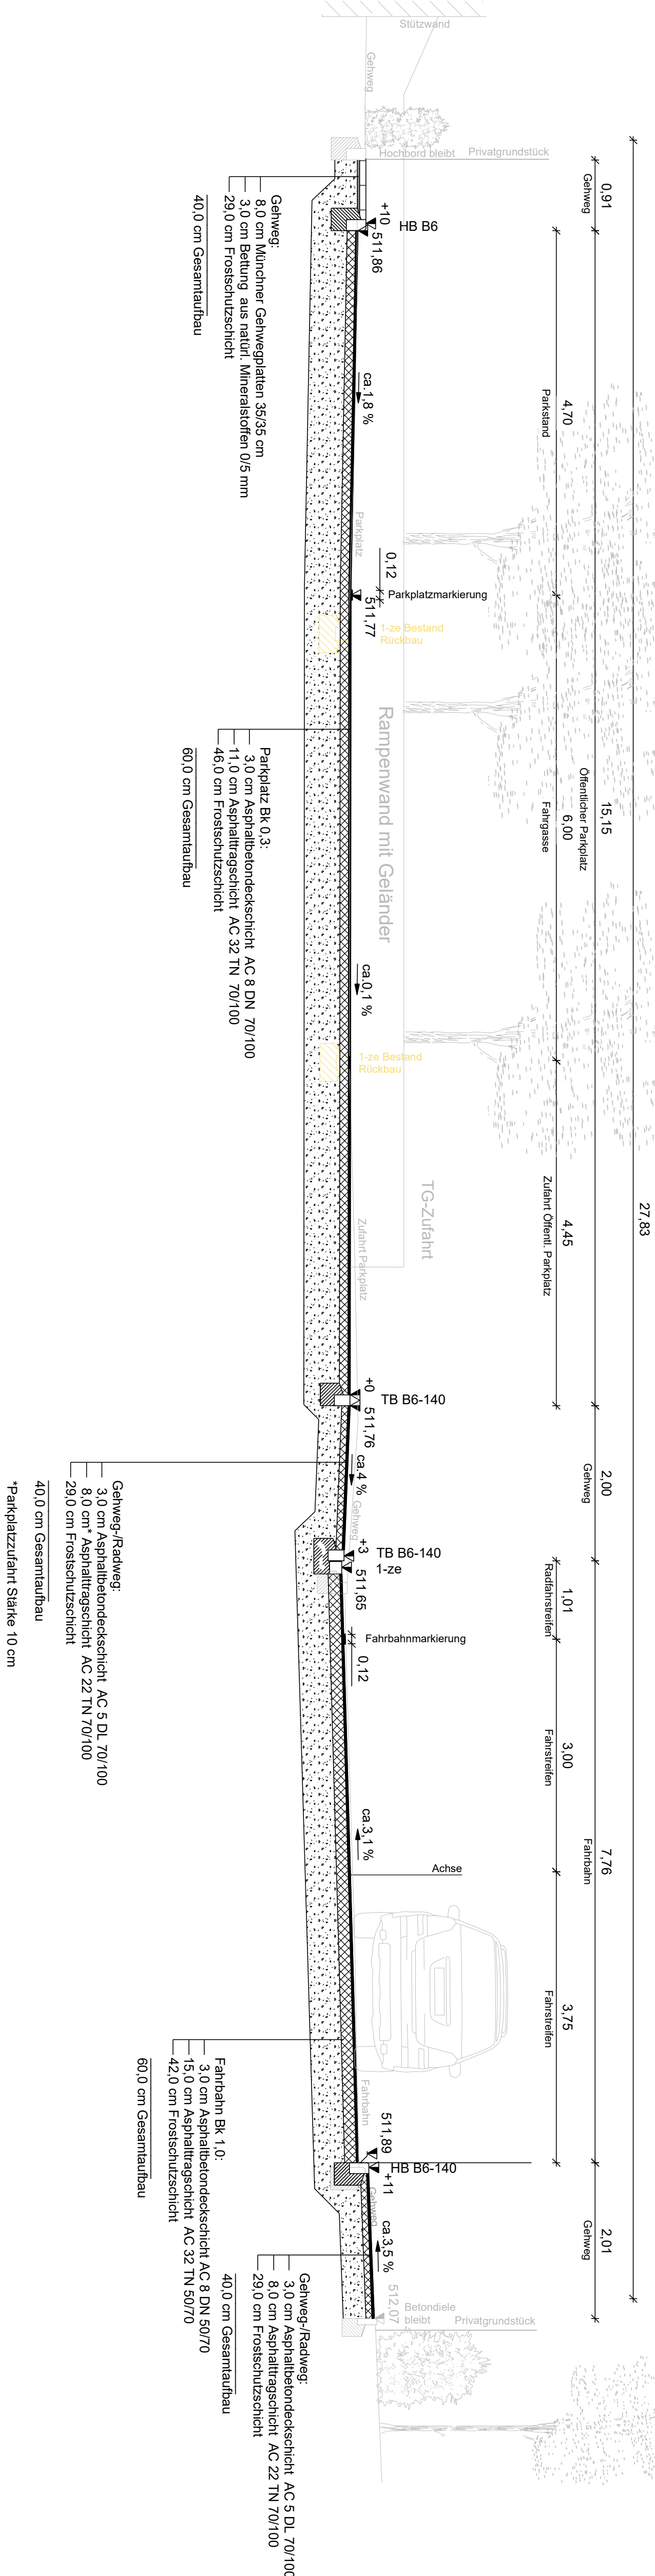 Stützwand
Gehweg
Hochbord bleibt
Privatgrundstück
27,83
0,91
Gehweg
15,15
Öffentlicher Parkplatz
2,00
Gehweg
7,76
Fahrbahn
2,01
Gehweg
4,70
Parkstand
6,00
Fahrgasse
4,45
Zufahrt Öffentl. Parkplatz
1,01
Radfahrstreifen
3,00
Fahrstreifen
3,75
Fahrstreifen
HB B6
+10
511,86
ca.1,8 %
Parkplatz
0,12
Parkplatzmarkierung
511,77
1-ze Bestand
Rückbau
Rampenwand mit Geländer
ca.0,1 %
1-ze Bestand
Rückbau
TG-Zufahrt
Zufahrt Parkplatz
TB B6-140
+0
511,76
ca.4 %
Gehweg
TB B6-140
1-ze
+3
511,65
Fahrbahnmarkierung
0,12
ca.3,1 %
Achse
Fahrbahn
511,89
HB B6-140
+11
Gehweg
ca.3,5 %
512,07
Betondiele
bleibt
Privatgrundstück
Gehweg:
8,0 cm Münchner Gehwegplatten 35/35 cm
3,0 cm Bettung aus natürl. Mineralstoffen 0/5 mm
29,0 cm Frostschutzschicht
40,0 cm Gesamtaufbau
Parkplatz Bk 0,3:
3,0 cm Asphaltbetondeckschicht AC 8 DN 70/100
11,0 cm Asphalttragschicht AC 32 TN 70/100
46,0 cm Frostschutzschicht
60,0 cm Gesamtaufbau
Gehweg-/Radweg:
3,0 cm Asphaltbetondeckschicht AC 5 DL 70/100
8,0 cm* Asphalttragschicht AC 22 TN 70/100
29,0 cm Frostschutzschicht
40,0 cm Gesamtaufbau
*Parkplatzzufahrt Stärke 10 cm
Fahrbahn Bk 1,0:
3,0 cm Asphaltbetondeckschicht AC 8 DN 50/70
15,0 cm Asphalttragschicht AC 32 TN 50/70
42,0 cm Frostschutzschicht
60,0 cm Gesamtaufbau
Gehweg-/Radweg:
3,0 cm Asphaltbetondeckschicht AC 5 DL 70/100
8,0 cm Asphalttragschicht AC 22 TN 70/100
29,0 cm Frostschutzschicht
40,0 cm Gesamtaufbau